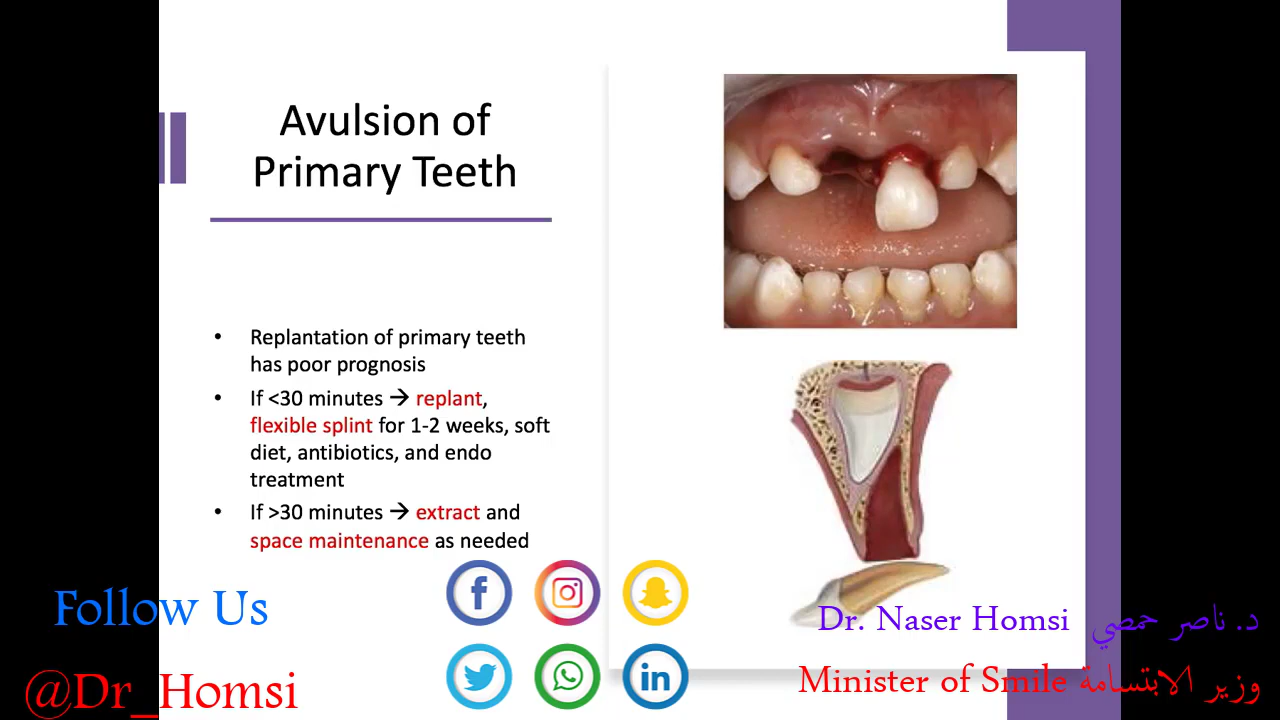 Avulsion of
Primary Teeth
• Replantation of primary teeth
has poor prognosis
• If <30 minutes → replant,
flexible splint for 1-2 weeks, soft
diet, antibiotics, and endo
treatment
• If >30 minutes → extract and
space maintenance as needed
Follow Us
@Dr_Homsi
Dr. Naser Homsi د. ناصر حمصي
Minister of Smile وزير الابتسامة